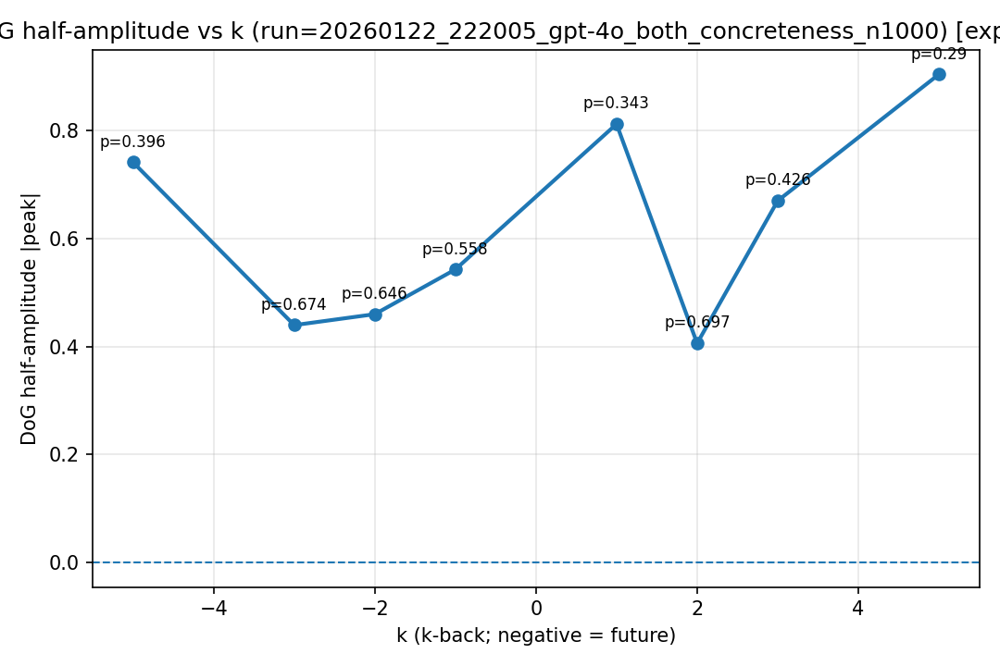 G half-amplitude vs k (run=20260122_222005_gpt-4o_both_concreteness_n1000) [exp
p=0.29
p=0.343
p=0.396
p=0.426
p=0.558
p=0.646
p=0.674
p=0.697
DoG half-amplitude |peak|
0.8
0.6
0.4
0.2
0.0
−4 −2 0 2 4
k (k-back; negative = future)